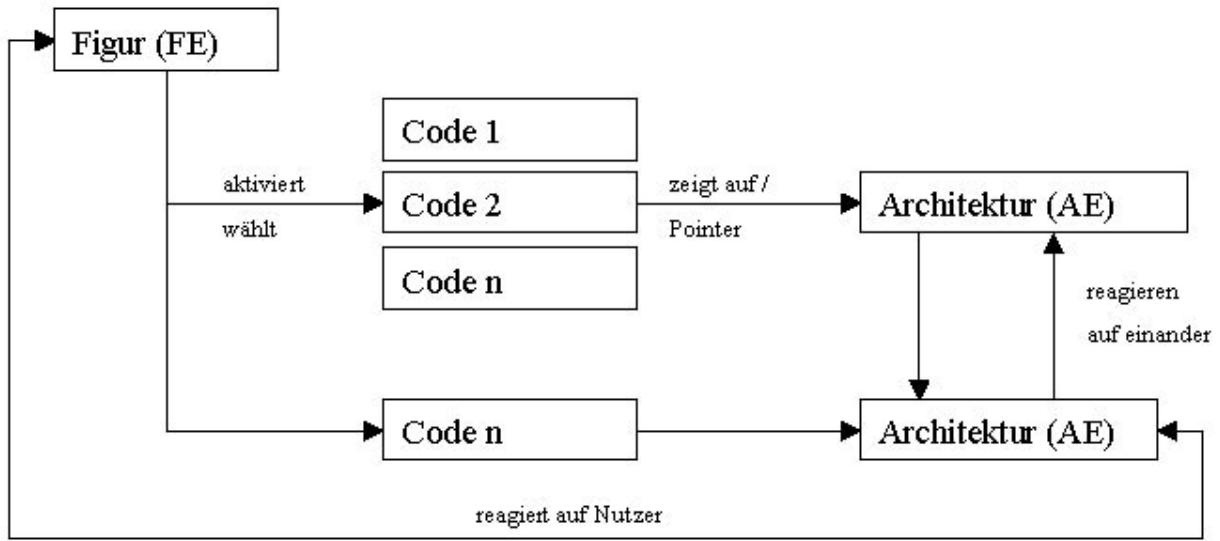 Figur (FE)
Code 1
aktiviert
wählt
Code 2
zeigt auf /
Pointer
Architektur (AE)
Code n
reagieren
auf einander
Code n
Architektur (AE)
reagiert auf Nutzer